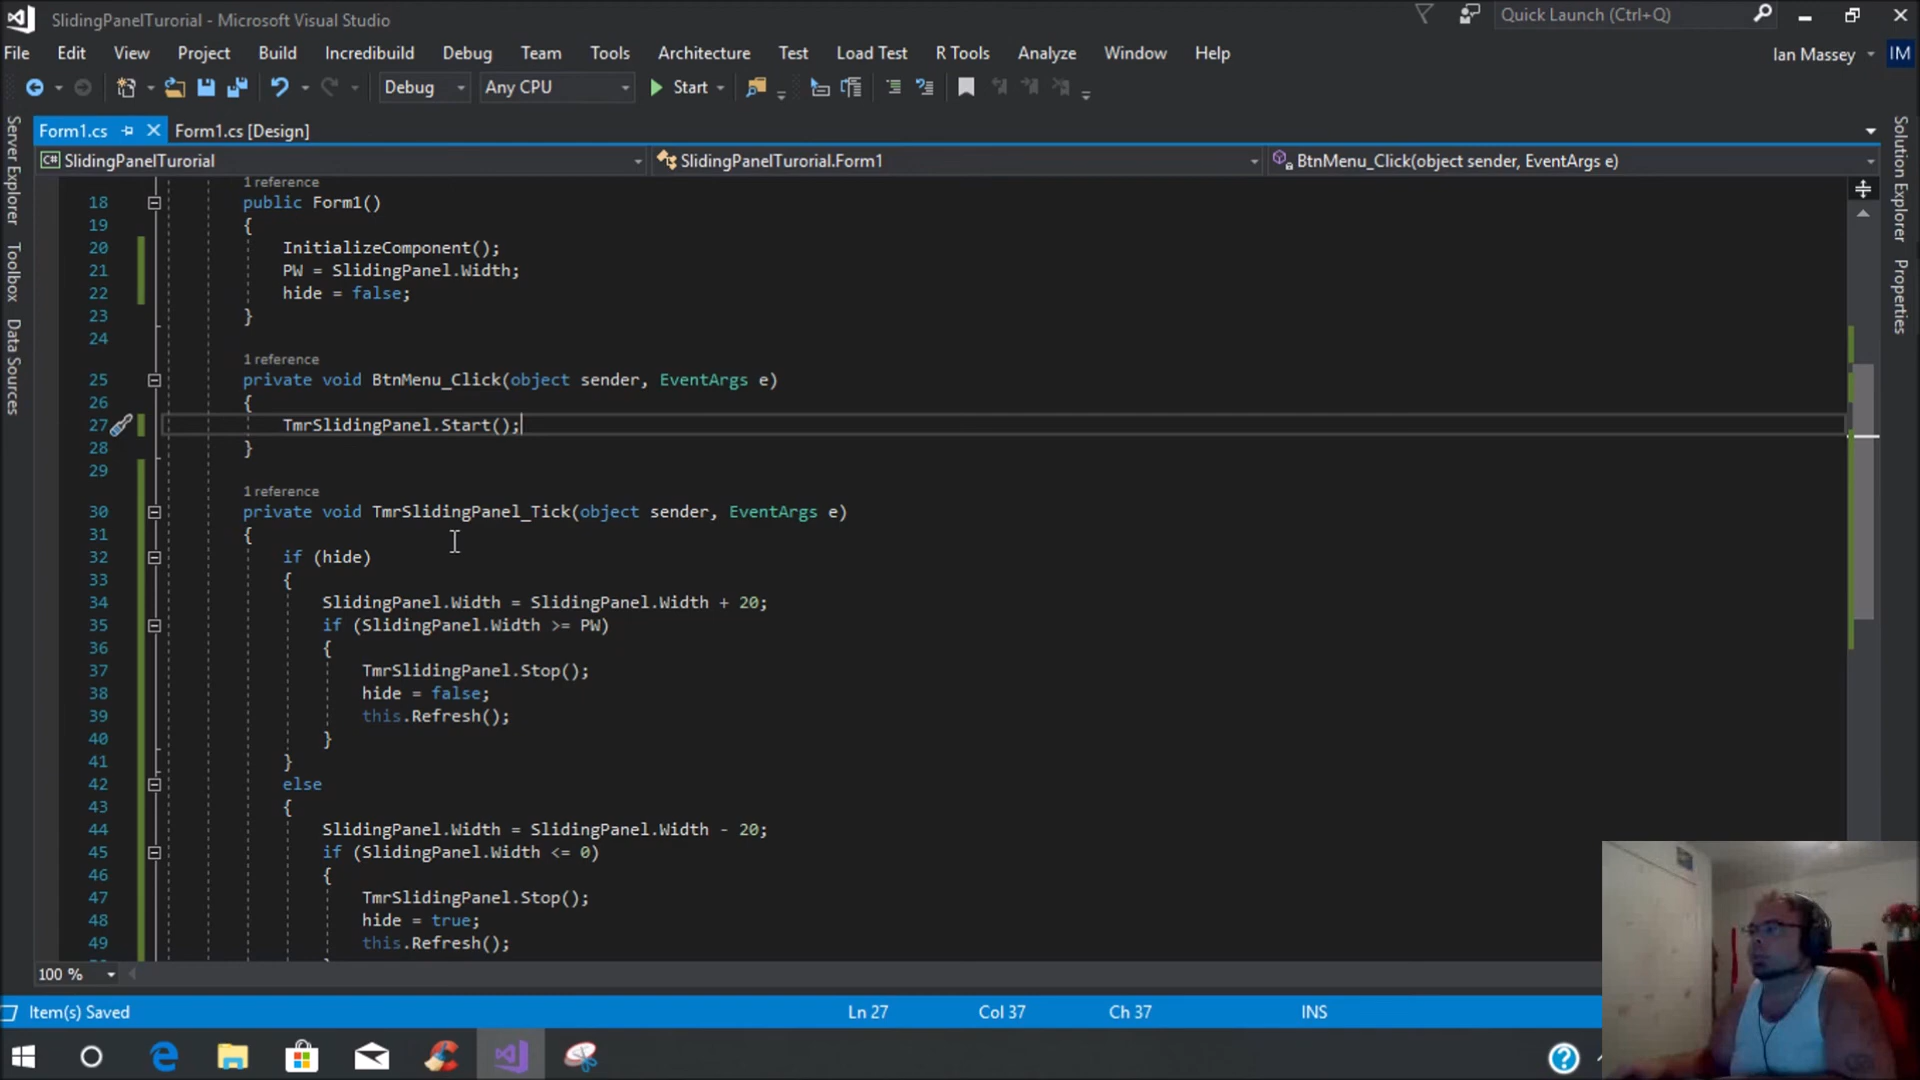 SlidingPanelTurorial - Microsoft Visual Studio
Quick Launch (Ctrl+Q)
File Edit View Project Build Incredibuild Debug Team Tools Architecture Test Load Test R Tools Analyze Window Help
Ian Massey IM
Debug Any CPU Start
Form1.cs Form1.cs [Design]
SlidingPanelTurorial SlidingPanelTurorial.Form1 BtnMenu_Click(object sender, EventArgs e)
Server Explorer
Toolbox
Data Sources
Solution Explorer
Properties
1 reference
18 public Form1()
19 {
20 InitializeComponent();
21 PW = SlidingPanel.Width;
22 hide = false;
23 }
24
1 reference
25 private void BtnMenu_Click(object sender, EventArgs e)
26 {
27 TmrSlidingPanel.Start();
28 }
29
1 reference
30 private void TmrSlidingPanel_Tick(object sender, EventArgs e)
31 {
32 if (hide)
33 {
34 SlidingPanel.Width = SlidingPanel.Width + 20;
35 if (SlidingPanel.Width >= PW)
36 {
37 TmrSlidingPanel.Stop();
38 hide = false;
39 this.Refresh();
40 }
41 }
42 else
43 {
44 SlidingPanel.Width = SlidingPanel.Width - 20;
45 if (SlidingPanel.Width <= 0)
46 {
47 TmrSlidingPanel.Stop();
48 hide = true;
49 this.Refresh();
100 %
Item(s) Saved Ln 27 Col 37 Ch 37 INS